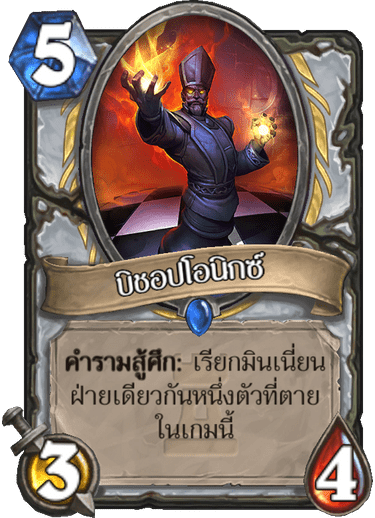 5
บิชอปโอนิกซ์
คำรามสู้ศึก: เรียกมินเนี่ยน
ฝ่ายเดียวกันหนึ่งตัวที่ตาย
ในเกมนี้
3
4